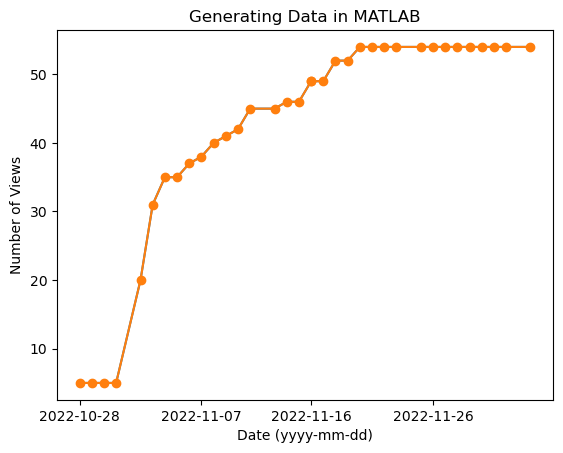 Generating Data in MATLAB
50
40
30
20
10
Number of Views
2022-10-28 2022-11-07 2022-11-16 2022-11-26
Date (yyyy-mm-dd)